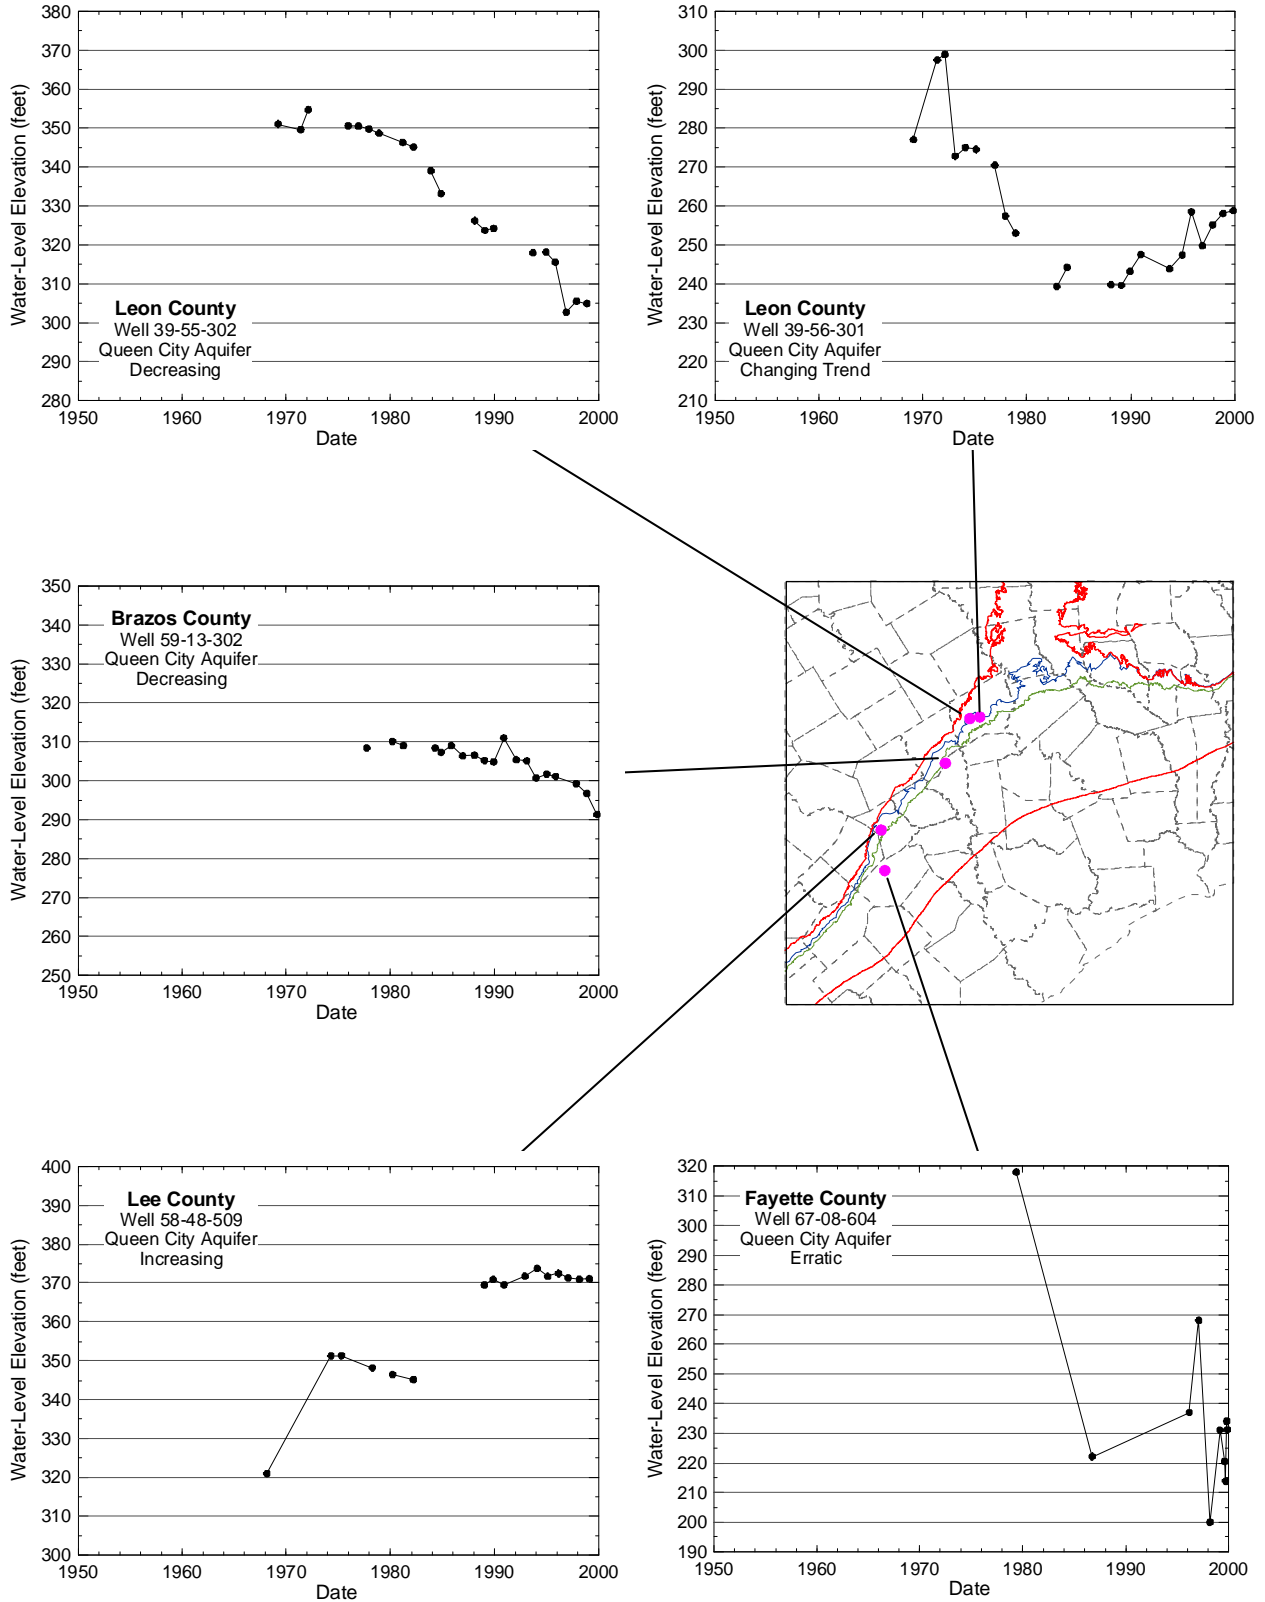 380
370
360
350
340
330
320
310
300
290
280
1950 1960 1970 1980 1990 2000
Date
Water-Level Elevation (feet)
Leon County
Well 39-55-302
Queen City Aquifer
Decreasing
310
300
290
280
270
260
250
240
230
220
210
1950 1960 1970 1980 1990 2000
Date
Water-Level Elevation (feet)
Leon County
Well 39-56-301
Queen City Aquifer
Changing Trend
350
340
330
320
310
300
290
280
270
260
250
1950 1960 1970 1980 1990 2000
Date
Water-Level Elevation (feet)
Brazos County
Well 59-13-302
Queen City Aquifer
Decreasing
400
390
380
370
360
350
340
330
320
310
300
1950 1960 1970 1980 1990 2000
Date
Water-Level Elevation (feet)
Lee County
Well 58-48-509
Queen City Aquifer
Increasing
320
310
300
290
280
270
260
250
240
230
220
210
200
190
1950 1960 1970 1980 1990 2000
Date
Water-Level Elevation (feet)
Fayette County
Well 67-08-604
Queen City Aquifer
Erratic